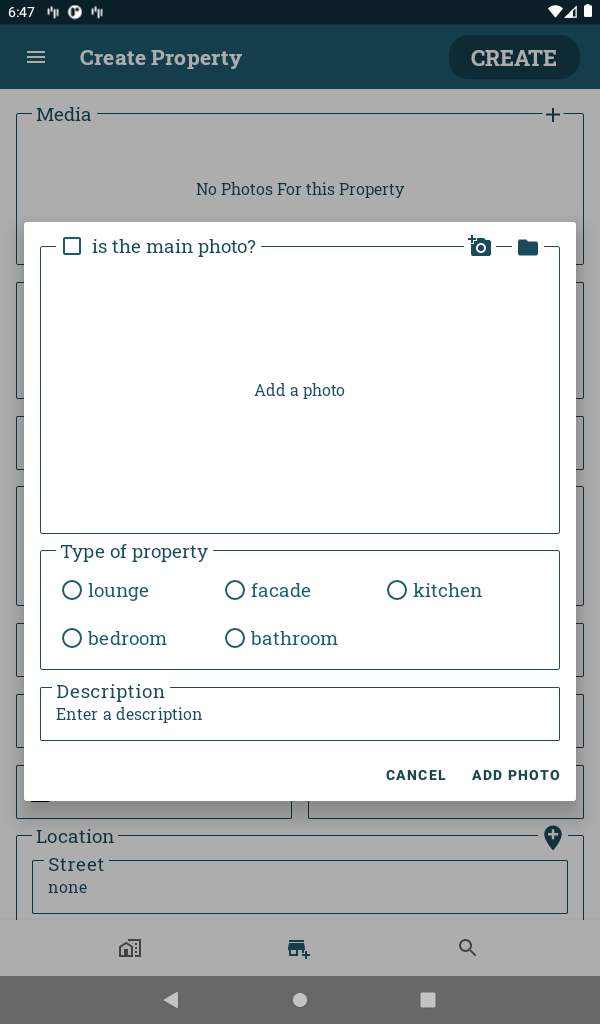 6:47
Create Property
CREATE
Media
No Photos For this Property
is the main photo?
Add a photo
Type of property
lounge
facade
kitchen
bedroom
bathroom
Description
Enter a description
CANCEL
ADD PHOTO
Location
Street
none